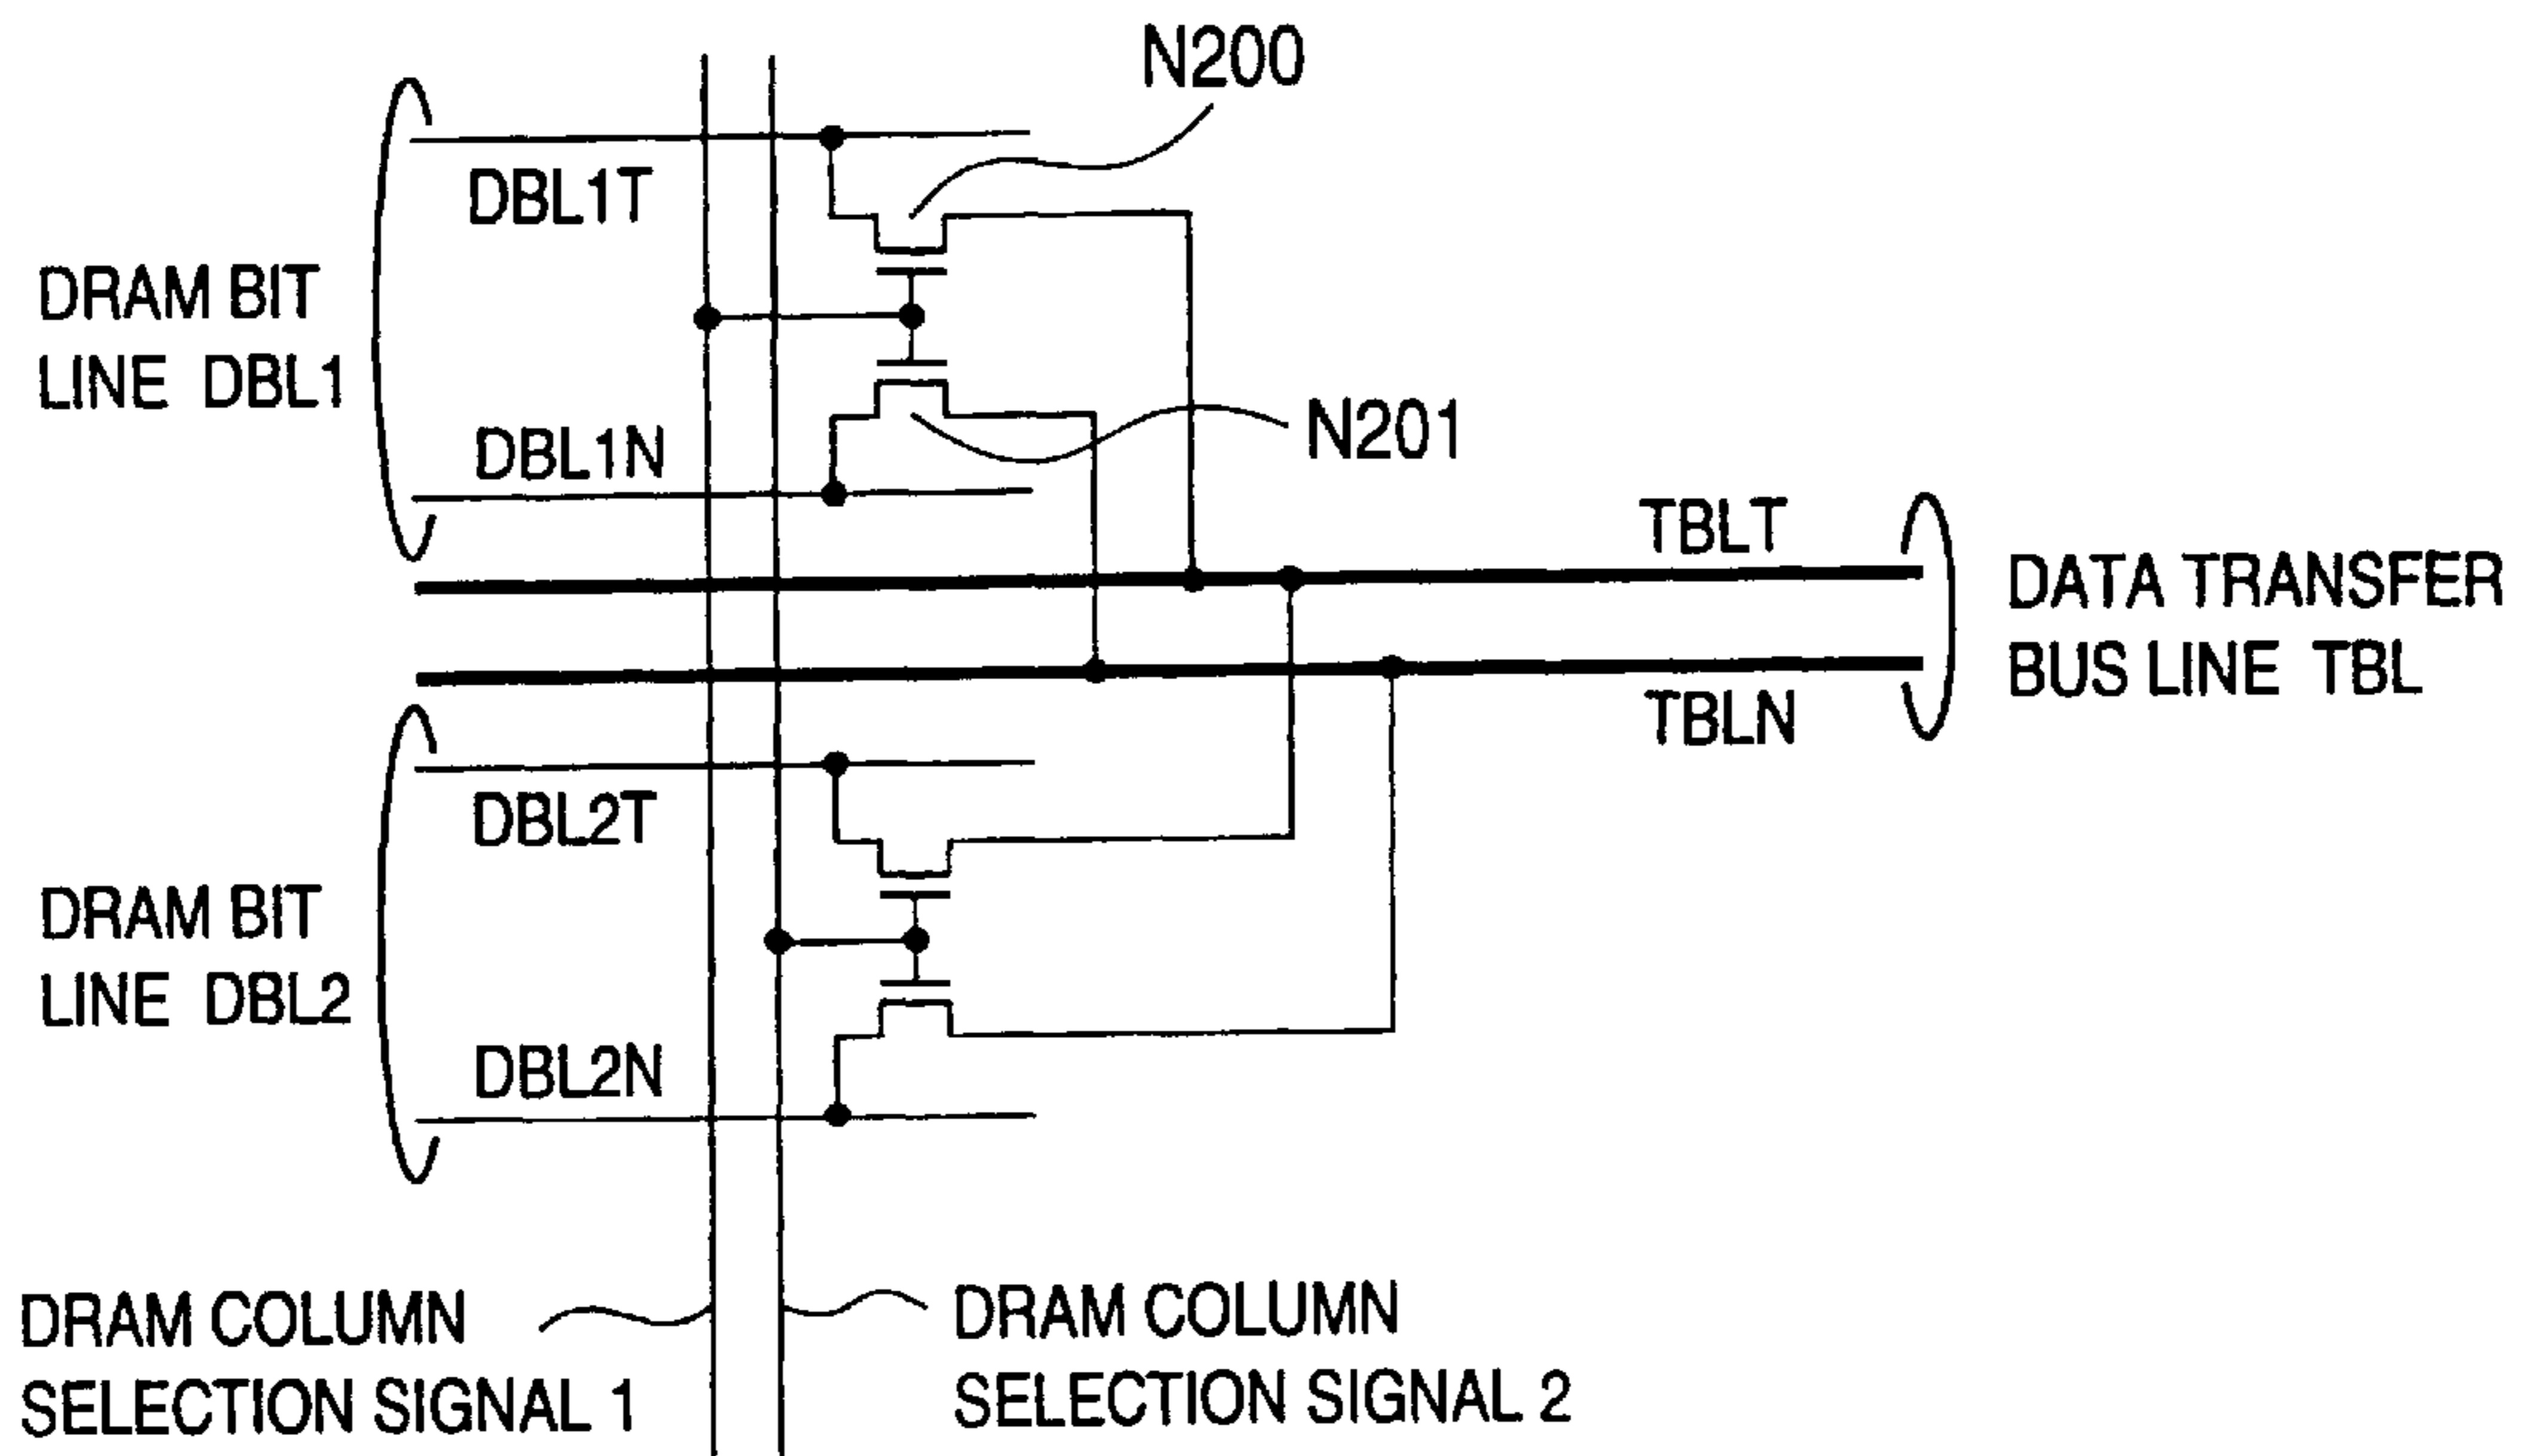 N200
DBL1T
DRAM BIT
LINE DBL1
DBL1N
N201
TBLT
DATA TRANSFER
BUS LINE TBL
TBLN
DBL2T
DRAM BIT
LINE DBL2
DBL2N
DRAM COLUMN
SELECTION SIGNAL 1
DRAM COLUMN
SELECTION SIGNAL 2